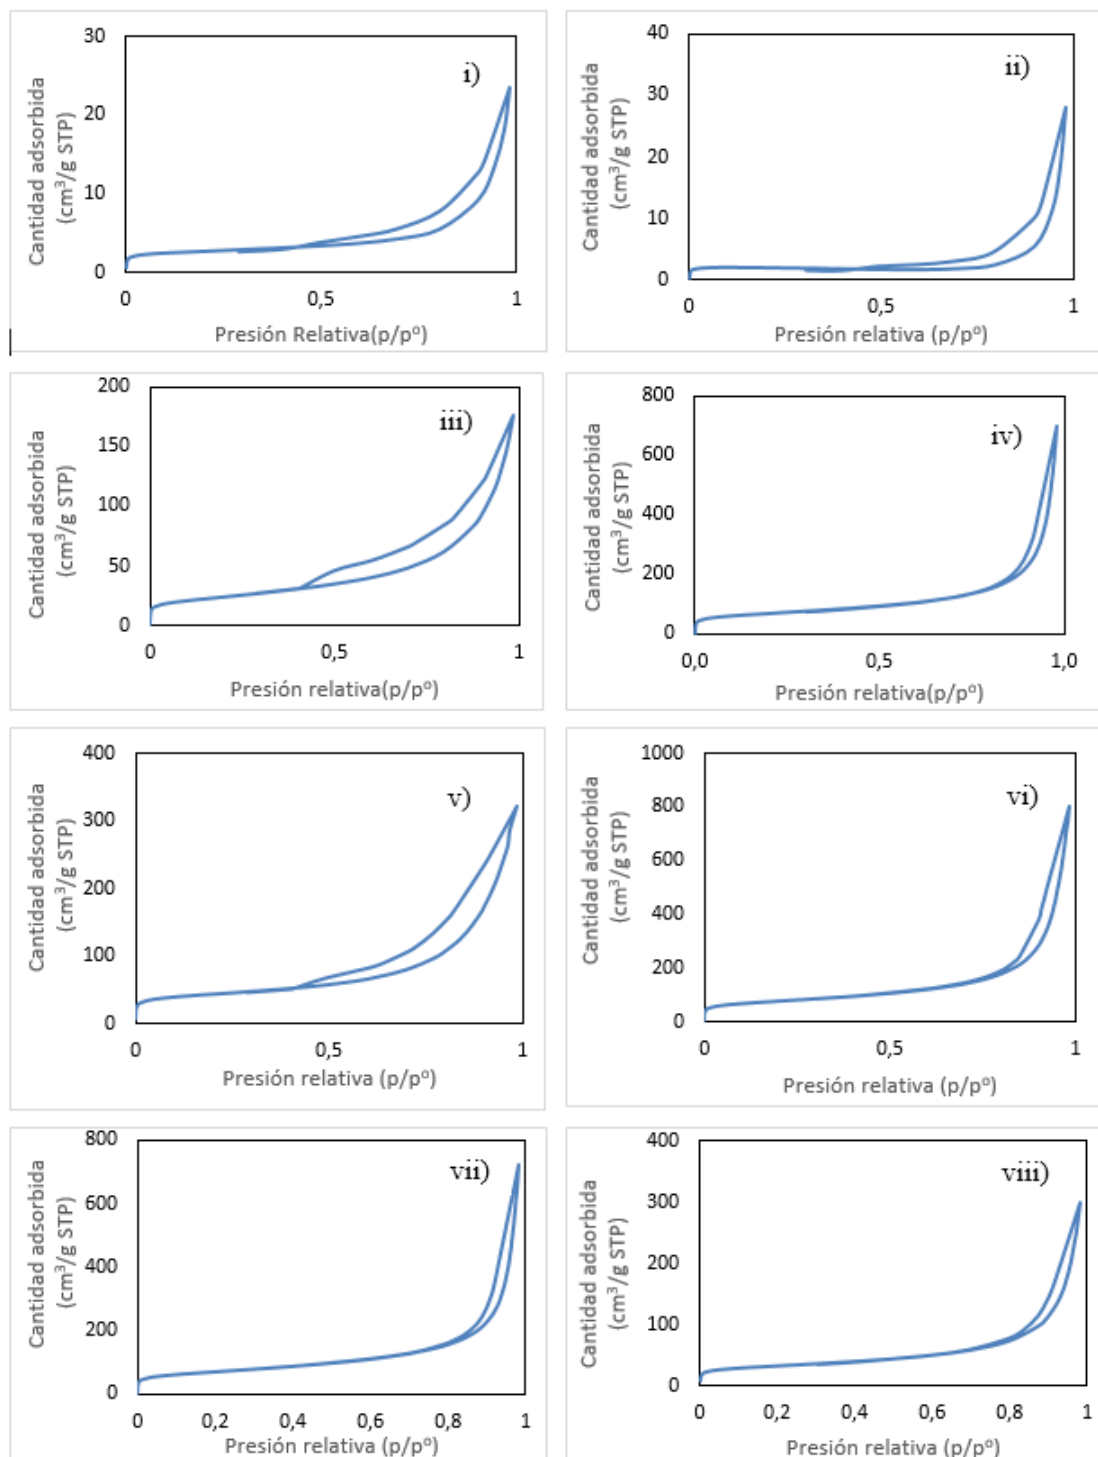 i)
Cantidad adsorbida
(cm³/g STP)
30
20
10
0
0
0,5
1
Presión Relativa(p/pº)
ii)
Cantidad adsorbida
(cm³/g STP)
40
30
20
10
0
0
0,5
1
Presión relativa (p/pº)
iii)
Cantidad adsorbida
(cm³/g STP)
200
150
100
50
0
0
0,5
1
Presión relativa(p/pº)
iv)
Cantidad adsorbida
(cm³/g STP)
800
600
400
200
0
0,0
0,5
1,0
Presión relativa(p/pº)
v)
Cantidad adsorbida
(cm³/g STP)
400
300
200
100
0
0
0,5
1
Presión relativa (p/pº)
vi)
Cantidad adsorbida
(cm³/g STP)
1000
800
600
400
200
0
0
0,5
1
Presión relativa (p/pº)
vii)
Cantidad adsorbida
(cm³/g STP)
800
600
400
200
0
0
0,2
0,4
0,6
0,8
1
Presión relativa (p/pº)
viii)
Cantidad adsorbida
(cm³/g STP)
400
300
200
100
0
0
0,2
0,4
0,6
0,8
1
Presión relativa (p/pº)